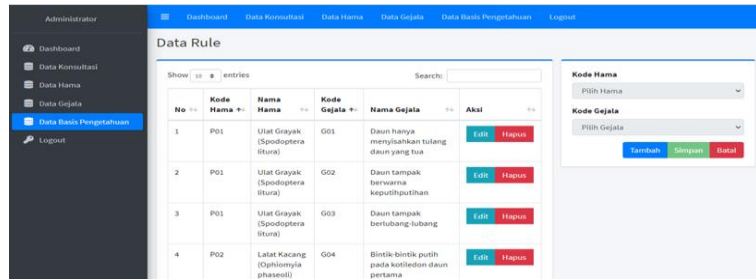 Administrator
Dashboard Data Konsultasi Data Hama Data Gejala Data Basis Pengetahuan Logout
Dashboard
Data Konsultasi
Data Hama
Data Gejala
Data Basis Pengetahuan
Logout
Data Rule
Show 10 entries
Search:
No
Kode Hama
Nama Hama
Kode Gejala
Nama Gejala
Aksi
1 P01 Ulat Grayak G01 Daun hanya Edit Hapus
(Spodoptera menyisahkan tulang
litura) daun yang tua
2 P01 Ulat Grayak G02 Daun tampak Edit Hapus
(Spodoptera berwarna
litura) keputihputihan
3 P01 Ulat Grayak G03 Daun tampak Edit Hapus
(Spodoptera berlubang-lubang
litura)
4 P02 Lalat Kacang G04 Bintik-bintik putih Edit Hapus
(Ophiomyia pada kotiledon daun
phaseoli) pertama
Kode Hama
Pilih Hama
Kode Gejala
Pilih Gejala
Tambah Simpan Batal